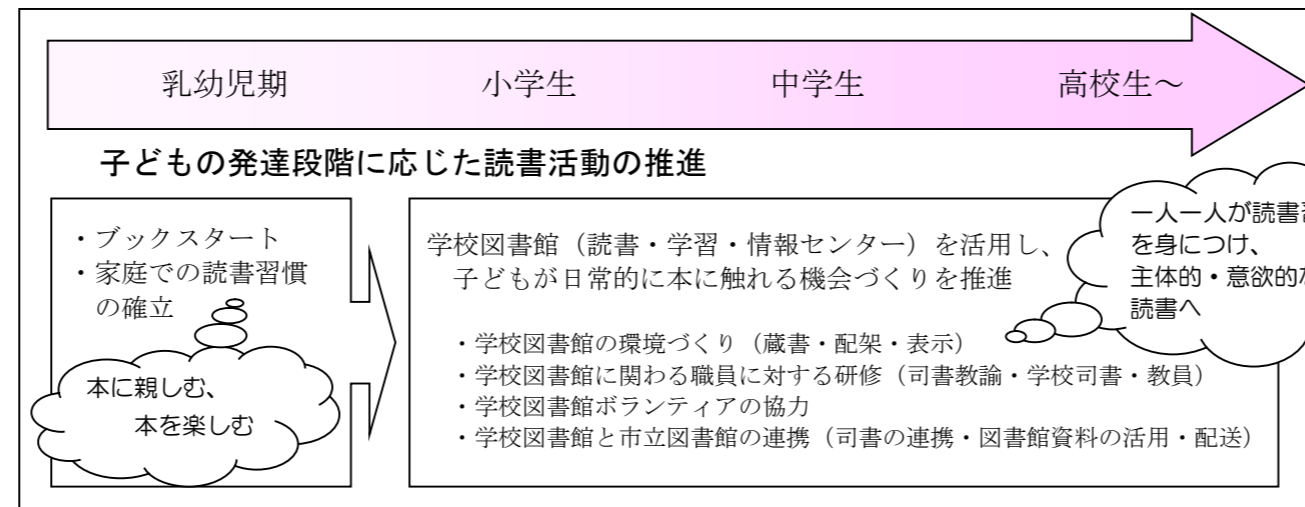 乳幼児期 小学生 中学生 高校生～
子どもの発達段階に応じた読書活動の推進
・ブックスタート
・家庭での読書習慣
の確立
本に親しむ、
本を楽しむ
学校図書館（読書・学習・情報センター）を活用し、
子どもが日常的に本に触れる機会づくりを推進
・学校図書館の環境づくり（蔵書・配架・表示）
・学校図書館に関わる職員に対する研修（司書教諭・学校司書・教員）
・学校図書館ボランティアの協力
・学校図書館と市立図書館の連携（司書の連携・図書館資料の活用・配送）
一人一人が読書
を身につけ、
主体的・意欲的な
読書へ